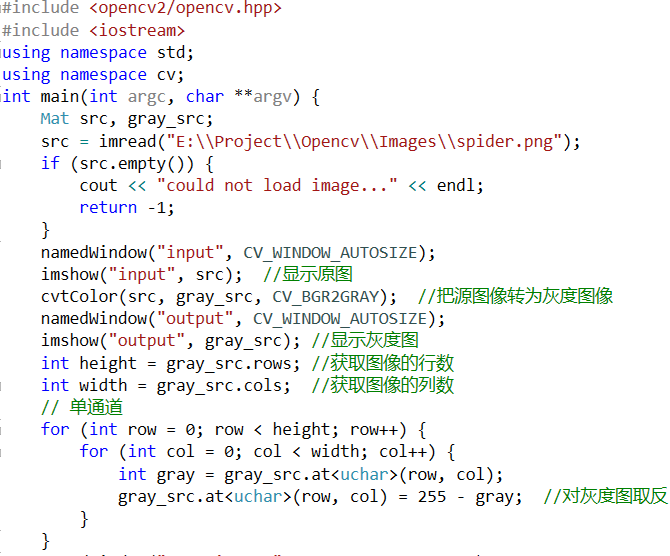 #include <opencv2/opencv.hpp>
#include <iostream>
using namespace std;
using namespace cv;
int main(int argc, char **argv) {
    Mat src, gray_src;
    src = imread("E:\\Project\\Opencv\\Images\\spider.png");
    if (src.empty()) {
        cout << "could not load image..." << endl;
        return -1;
    }
    namedWindow("input", CV_WINDOW_AUTOSIZE);
    imshow("input", src);  //显示原图
    cvtColor(src, gray_src, CV_BGR2GRAY);  //把源图像转为灰度图像
    namedWindow("output", CV_WINDOW_AUTOSIZE);
    imshow("output", gray_src); //显示灰度图
    int height = gray_src.rows; //获取图像的行数
    int width = gray_src.cols;  //获取图像的列数
    // 单通道
    for (int row = 0; row < height; row++) {
        for (int col = 0; col < width; col++) {
            int gray = gray_src.at<uchar>(row, col);
            gray_src.at<uchar>(row, col) = 255 - gray;  //对灰度图取反
        }
    }